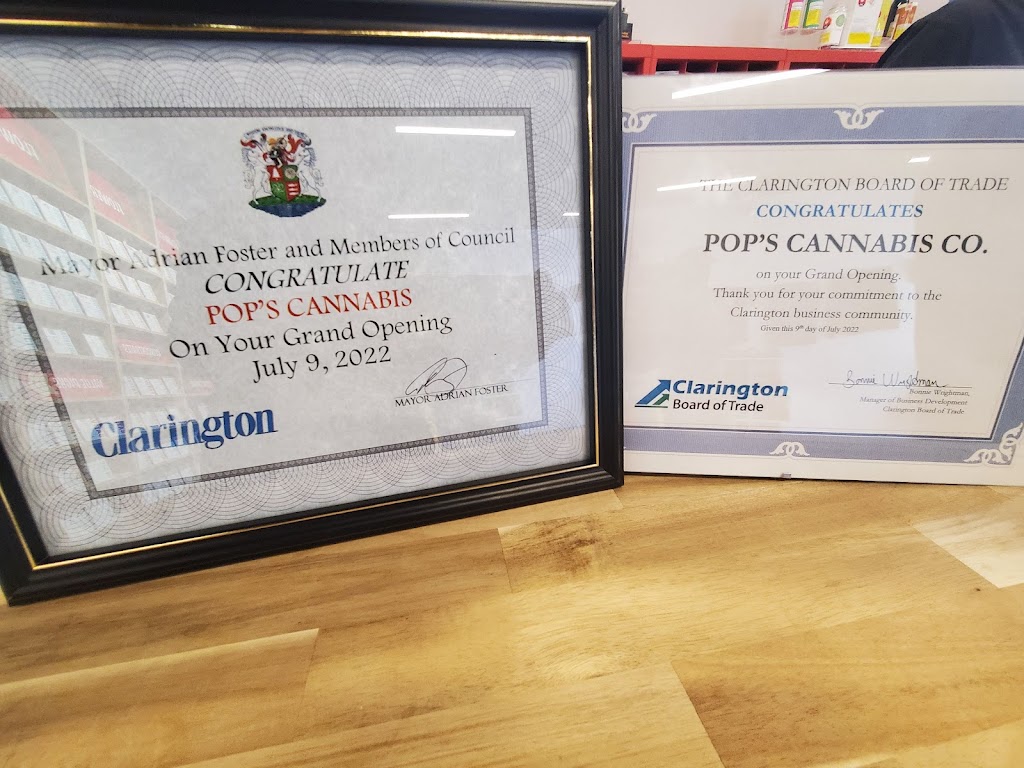 Mayor Adrian Foster and Members of Council
CONGRATULATE
POP'S CANNABIS
On Your Grand Opening
July 9, 2022
MAYOR ADRIAN FOSTER
Clarington
THE CLARINGTON BOARD OF TRADE
CONGRATULATES
POP'S CANNABIS CO.
on your Grand Opening.
Thank you for your commitment to the
Clarington business community.
Given this 9th day of July 2022
Clarington
Board of Trade
Bonnie Wrightman,
Manager of Business Development
Clarington Board of Trade